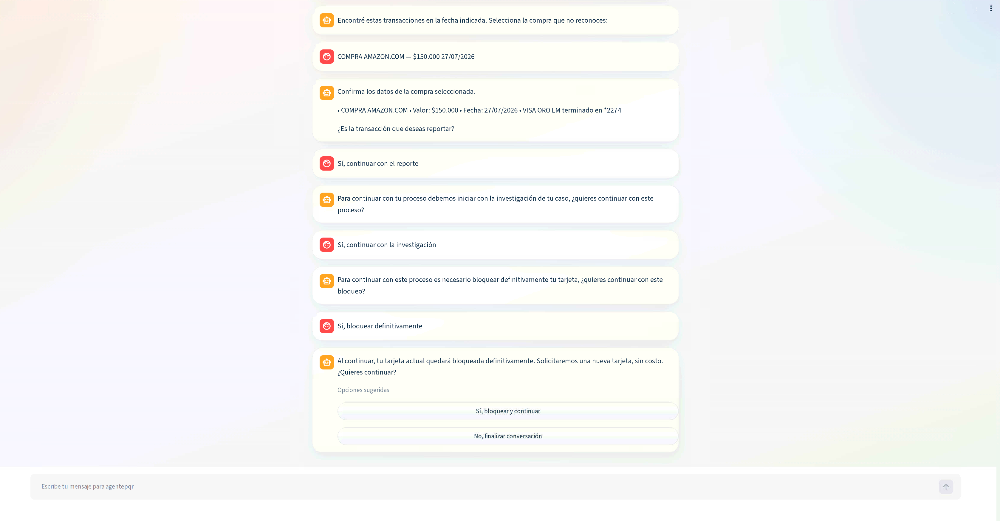 Encontré estas transacciones en la fecha indicada. Selecciona la compra que no reconoces:
COMPRA AMAZON.COM — $150.000 27/07/2026
Confirma los datos de la compra seleccionada.
• COMPRA AMAZON.COM • Valor: $150.000 • Fecha: 27/07/2026 • VISA ORO LM terminado en *2274
¿Es la transacción que deseas reportar?
Sí, continuar con el reporte
Para continuar con tu proceso debemos iniciar con la investigación de tu caso, ¿quieres continuar con este
proceso?
Sí, continuar con la investigación
Para continuar con este proceso es necesario bloquear definitivamente tu tarjeta, ¿quieres continuar con este
bloqueo?
Sí, bloquear definitivamente
Al continuar, tu tarjeta actual quedará bloqueada definitivamente. Solicitaremos una nueva tarjeta, sin costo.
¿Quieres continuar?
Opciones sugeridas
Sí, bloquear y continuar
No, finalizar conversación
Escribe tu mensaje para agentepqr